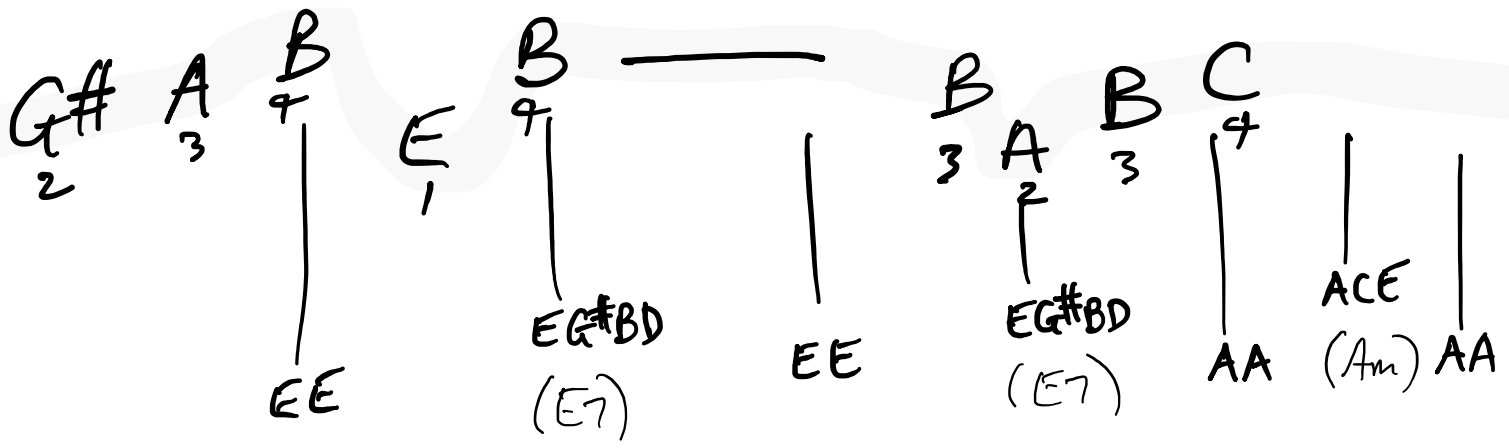 G# A B E B — B A B C
2 3 4 1 4 3 2 3 4
EG#BD EG#BD ACE
EE EE AA AA
(E7) (E7) (Am)